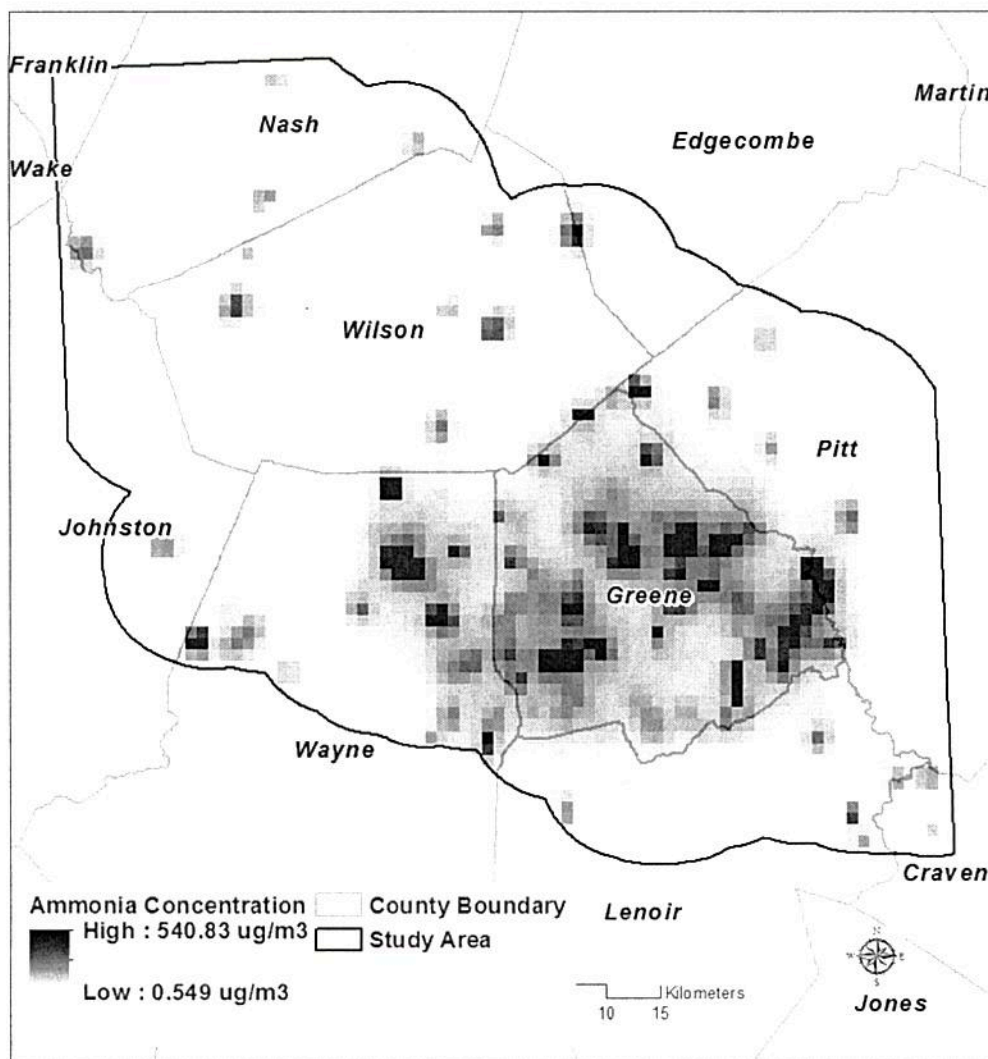 Franklin
Martin
Nash
Edgecombe
Wake
Wilson
Pitt
Johnston
Greene
Wayne
Craven
Ammonia Concentration
High : 540.83 ug/m3
Low : 0.549 ug/m3
County Boundary
Study Area
Lenoir
N
W E
S
Kilometers
10 15
Jones